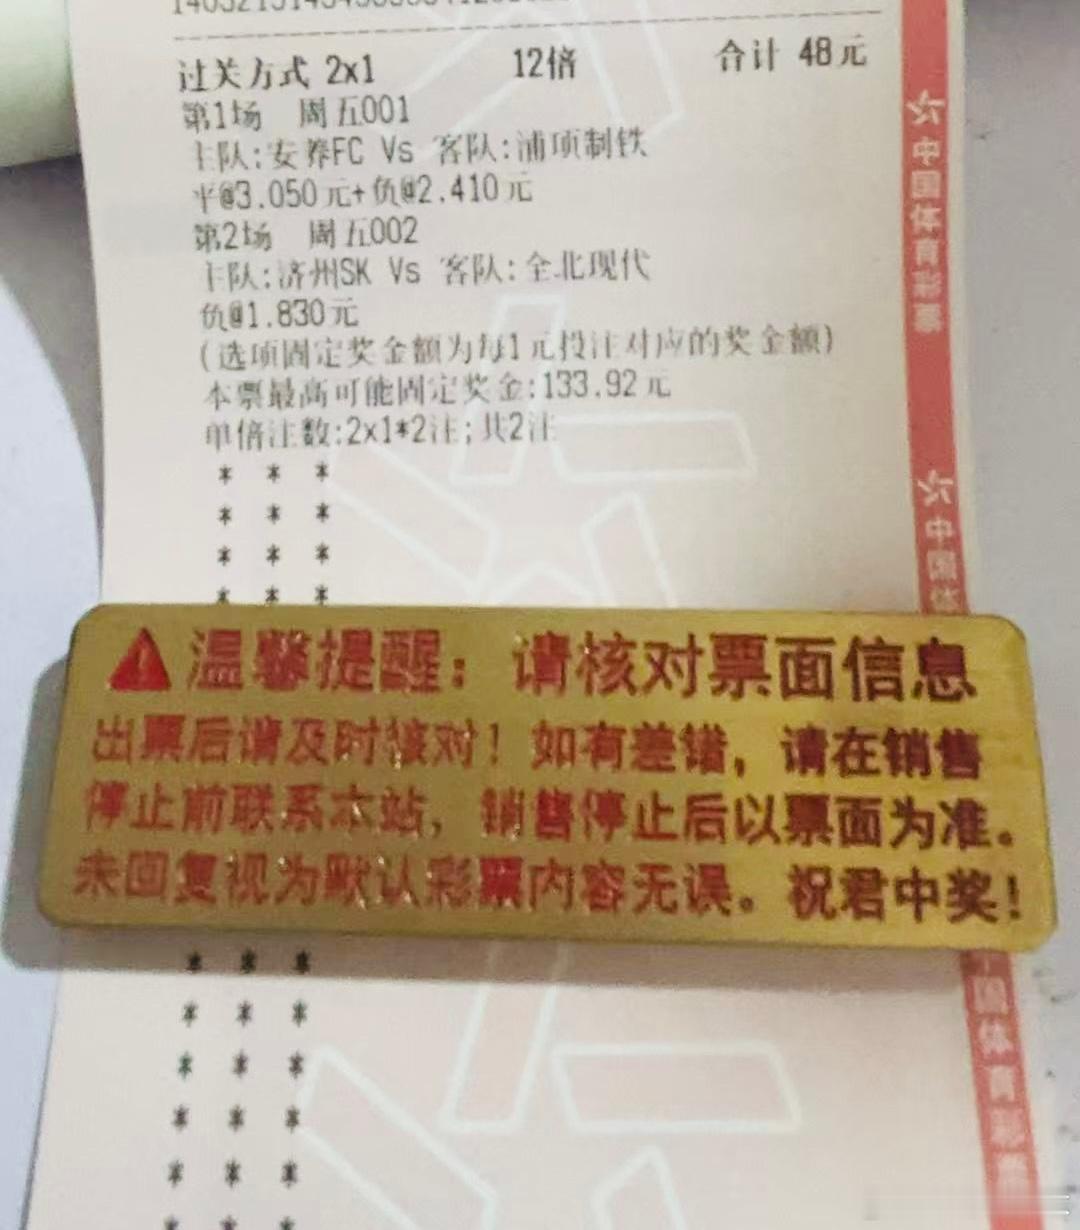 过关方式 2x1 12倍 合计 48元
第1场 周五001
主队:安养FC Vs 客队:浦项制铁
平@3.050元+负@2.410元
第2场 周五002
主队:济州SK Vs 客队:全北现代
负@1.830元
(选项固定奖金额为每1元投注对应的奖金额)
本票最高可能固定奖金:133.92元
单倍注数:2x1*2注;共2注
* * *
* * *
* * *
* * *
温馨提醒：请核对票面信息
出票后请及时核对！如有差错，请在销售
停止前联系本站，销售停止后以票面为准。
未回复视为默认彩票内容无误。祝君中奖！
* * *
* * *
* * *
* * *
* * *
* * *
中国体育彩票
中国体
国体育彩票